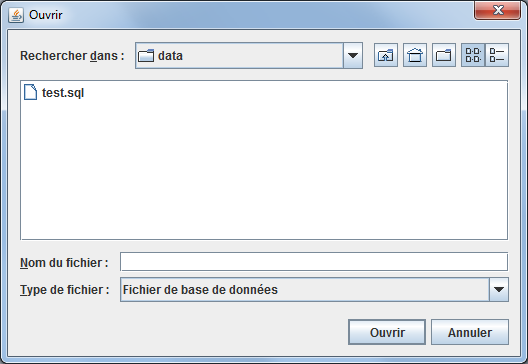 Ouvrir
Rechercher dans : data
test.sql
Nom du fichier :
Type de fichier : Fichier de base de données
Ouvrir Annuler